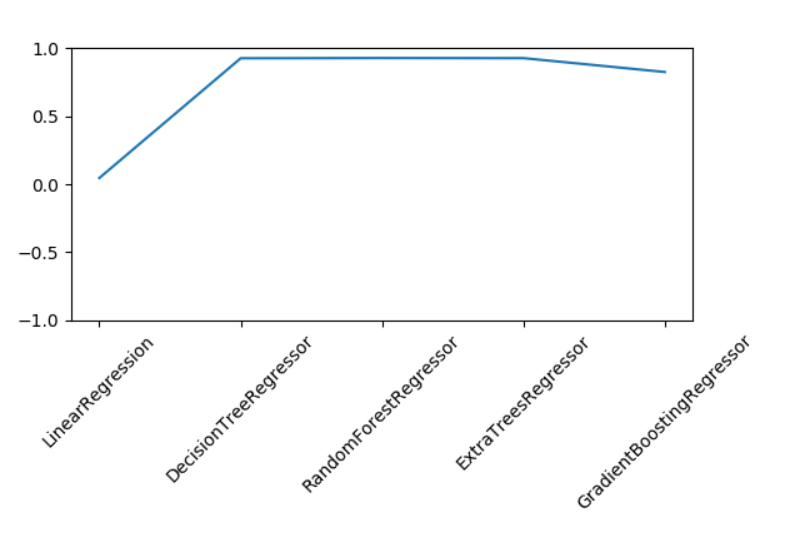 1.0
0.5
0.0
−0.5
−1.0
LinearRegression
DecisionTreeRegressor
RandomForestRegressor
ExtraTreesRegressor
GradientBoostingRegressor